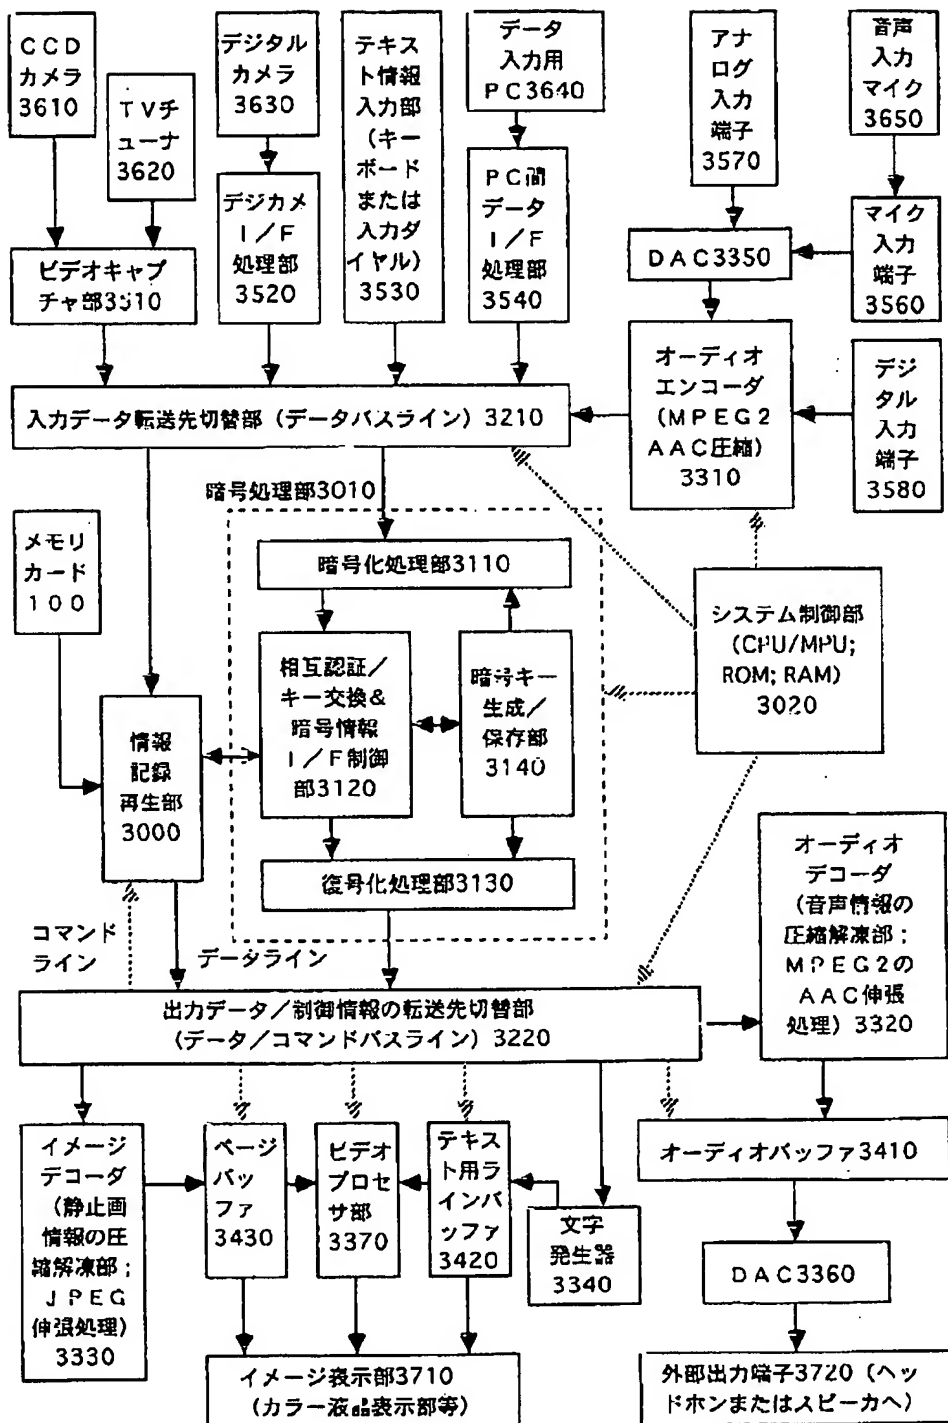 CCD
カメラ
3610
TVチ
ューナ
3620
デジタル
カメラ
3630
テキス
ト情報
入力部
(キー
ボード
または
入力ダ
イヤル)
3530
データ
入力用
PC3640
アナ
ログ
入力
端子
3570
音声
入力
マイク
3650
デジカメ
I/F
処理部
3520
PC間
データ
I/F
処理部
3540
ビデオキャプ
チャ部3510
DAC3350
マイク
入力
端子
3560
オーディオ
エンコーダ
(MPEG2
AAC圧縮)
3310
デジ
タル
入力
端子
3580
入力データ転送先切替部(データバスライン)3210
暗号処理部3010
メモリ
カード
100
暗号化処理部3110
相互認証/
キー交換&
暗号情報
I/F制御
部3120
暗号キー
生成/
保存部
3140
システム制御部
(CPU/MPU;
ROM; RAM)
3020
情報
記録
再生部
3000
復号化処理部3130
コマンド
ライン
データライン
オーディオ
デコーダ
(音声情報の
圧縮解凍部;
MPEG2の
AAC伸張
処理)3320
出力データ/制御情報の転送先切替部
(データ/コマンドバスライン)3220
イメージ
デコーダ
(静止画
情報の圧
縮解凍部;
JPEG
伸張処理)
3330
ページ
バッ
ファ
3430
ビデオ
プロセ
サ部
3370
テキス
ト用ラ
インバ
ッファ
3420
文字
発生器
3340
オーディオバッファ3410
DAC3360
イメージ表示部3710
(カラー液晶表示部等)
外部出力端子3720(ヘッ
ドホンまたはスピーカへ)